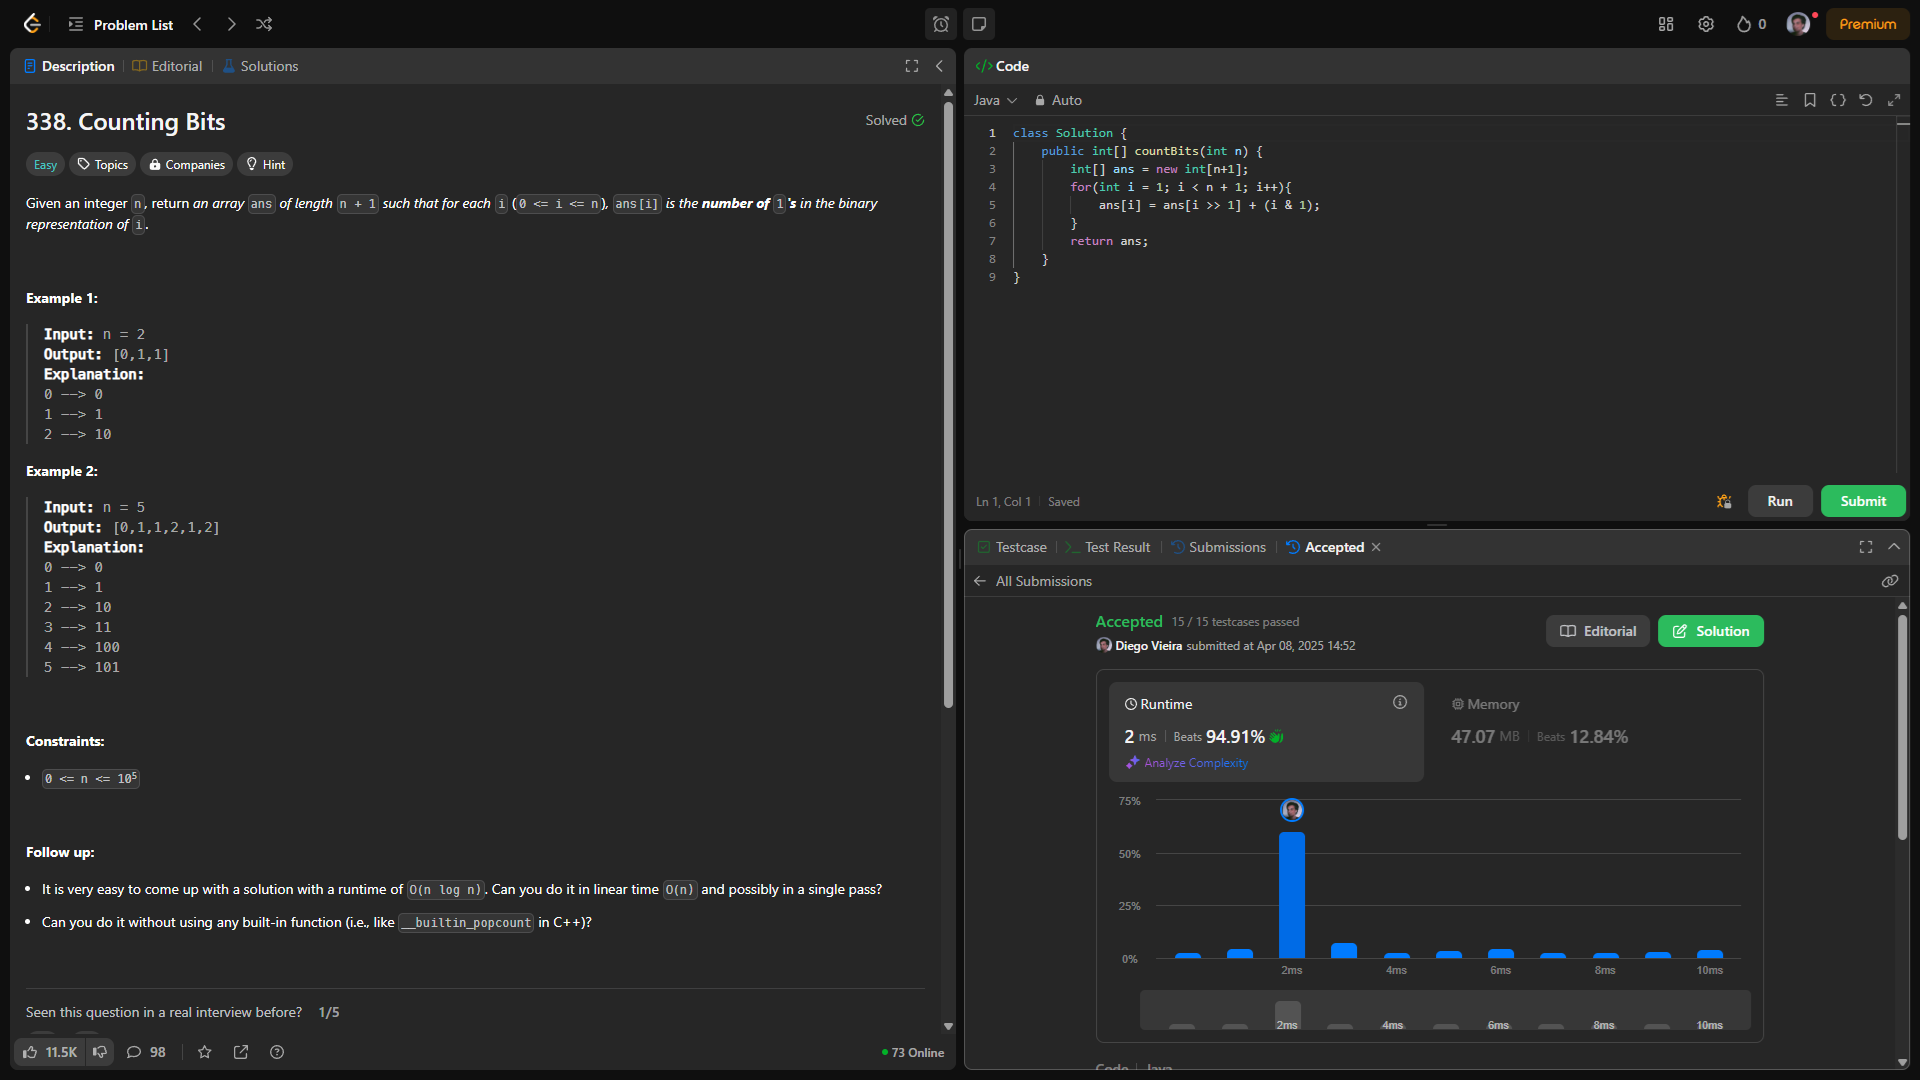 Problem List
0
Premium
Description
Editorial
Solutions
338. Counting Bits
Solved
Easy
Topics
Companies
Hint
Given an integer n, return an array ans of length n + 1 such that for each i (0 <= i <= n), ans[i] is the number of 1's in the binary
representation of i.
Example 1:
Input: n = 2
Output: [0,1,1]
Explanation:
0 --> 0
1 --> 1
2 --> 10
Example 2:
Input: n = 5
Output: [0,1,1,2,1,2]
Explanation:
0 --> 0
1 --> 1
2 --> 10
3 --> 11
4 --> 100
5 --> 101
Constraints:
• 0 <= n <= 10⁵
Follow up:
• It is very easy to come up with a solution with a runtime of O(n log n). Can you do it in linear time O(n) and possibly in a single pass?
• Can you do it without using any built-in function (i.e., like __builtin_popcount in C++)?
Seen this question in a real interview before? 1/5
11.5K
98
73 Online
</> Code
Java
Auto
1 class Solution {
2     public int[] countBits(int n) {
3         int[] ans = new int[n+1];
4         for(int i = 1; i < n + 1; i++){
5             ans[i] = ans[i >> 1] + (i & 1);
6         }
7         return ans;
8     }
9 }
Ln 1, Col 1
Saved
Run
Submit
Testcase
Test Result
Submissions
Accepted
All Submissions
Accepted 15 / 15 testcases passed
Diego Vieira submitted at Apr 08, 2025 14:52
Editorial
Solution
Runtime
2 ms
Beats 94.91%
Analyze Complexity
Memory
47.07 MB
Beats 12.84%
75%
50%
25%
0%
2ms 4ms 6ms 8ms 10ms
2ms 4ms 6ms 8ms 10ms
Code
Java